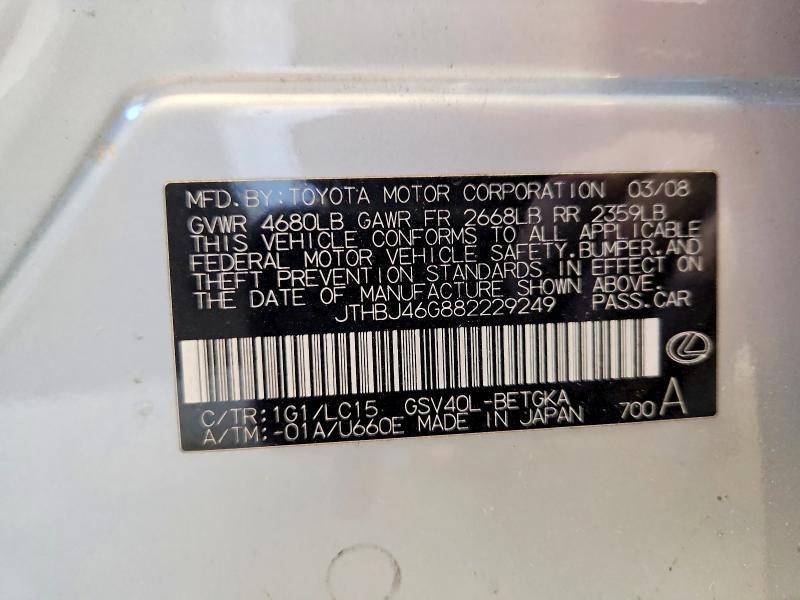 MFD. BY: TOYOTA MOTOR CORPORATION 03/08
GVWR 4680LB GAWR FR 2668LB RR 2359LB
THIS VEHICLE CONFORMS TO ALL APPLICABLE
FEDERAL MOTOR VEHICLE SAFETY, BUMPER, AND
THEFT PREVENTION STANDARDS IN EFFECT ON
THE DATE OF MANUFACTURE SHOWN ABOVE.
JTHBJ46G882229249 PASS. CAR
C/TR: 1G1/LC15 GSV40L-BETGKA
A/TM: -01A/U660E MADE IN JAPAN 700 A